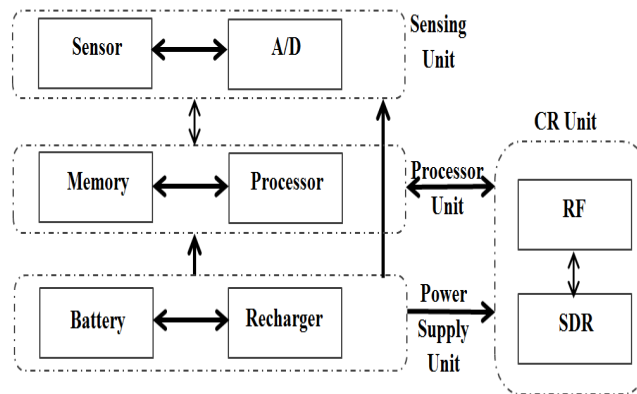 Sensor
A/D
Sensing
Unit
CR Unit
Memory
Processor
Processor
Unit
RF
Battery
Recharger
Power
Supply
Unit
SDR